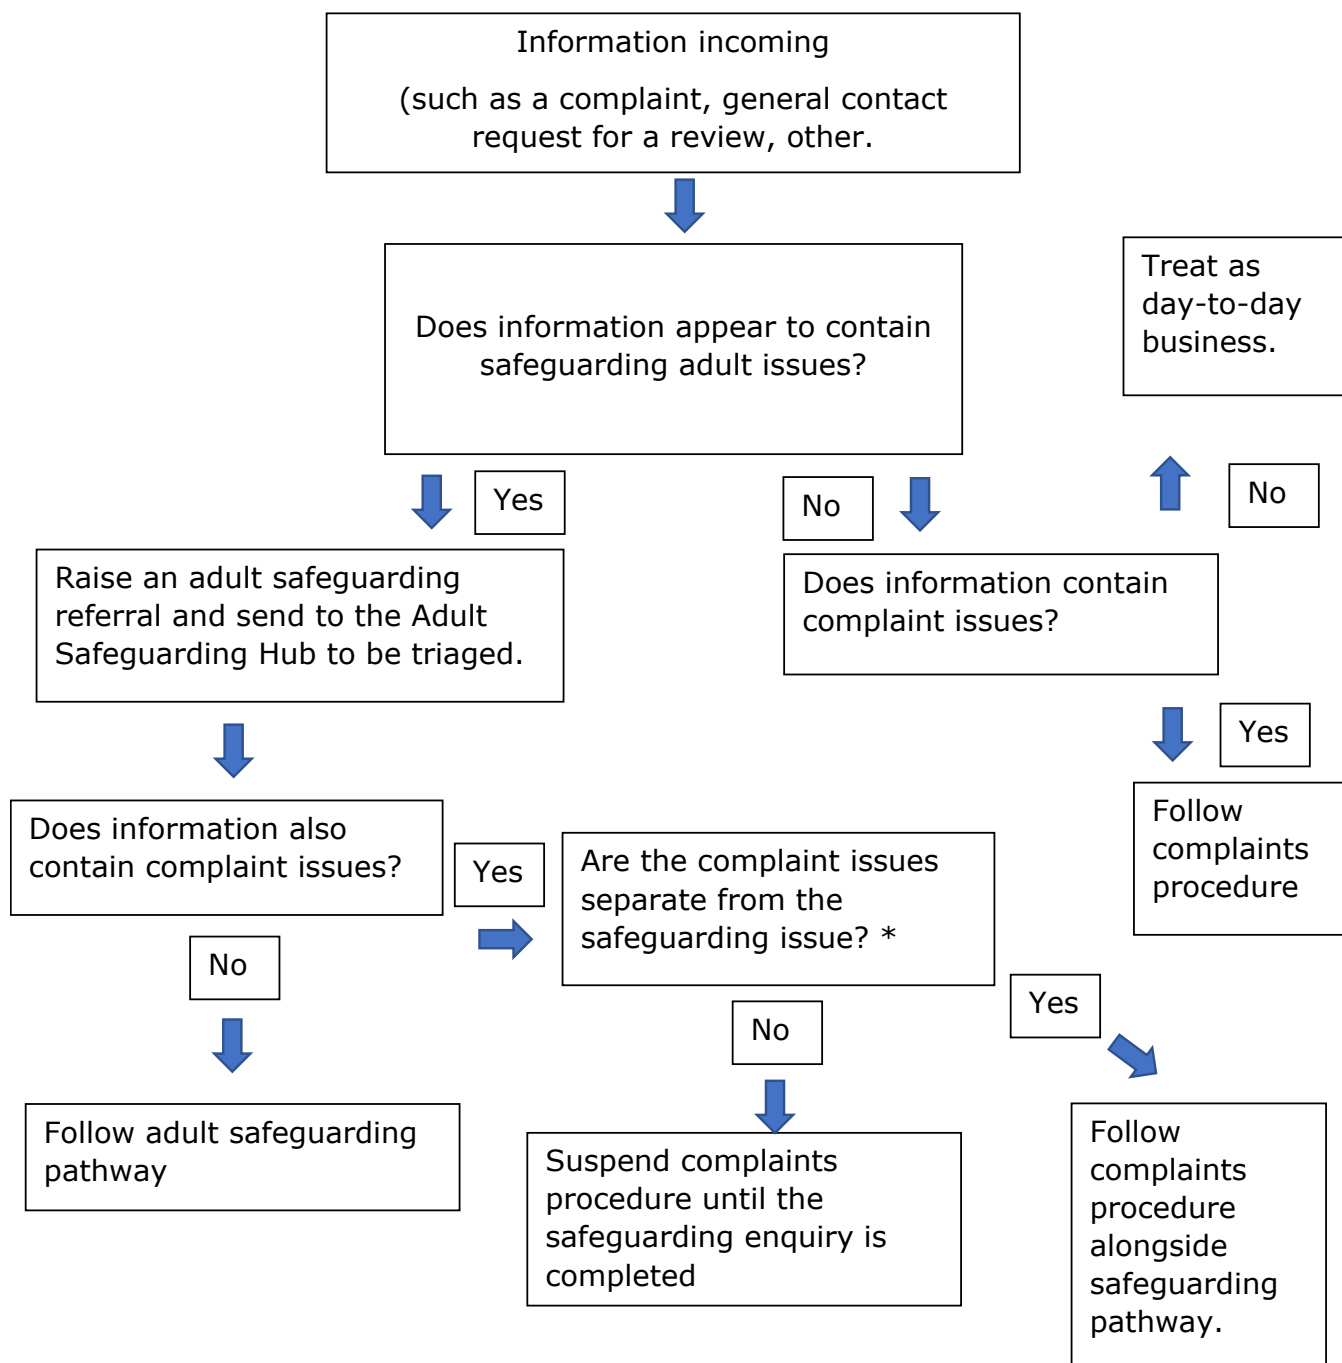 Information incoming
(such as a complaint, general contact
request for a review, other.
Does information appear to contain
safeguarding adult issues?
Treat as
day-to-day
business.
Yes
No
No
Raise an adult safeguarding
referral and send to the Adult
Safeguarding Hub to be triaged.
Does information contain
complaint issues?
Yes
Follow
complaints
procedure
Does information also
contain complaint issues?
Yes
Are the complaint issues
separate from the
safeguarding issue? *
No
No
Yes
Follow adult safeguarding
pathway
Suspend complaints
procedure until the
safeguarding enquiry is
completed
Follow
complaints
procedure
alongside
safeguarding
pathway.